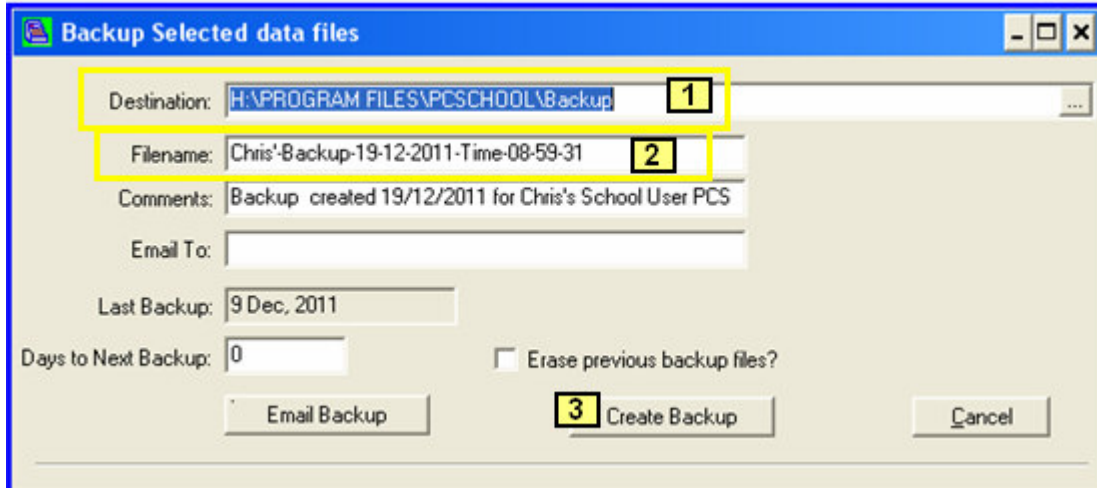 Backup Selected data files
Destination: H:\PROGRAM FILES\PCSCHOOL\Backup 1 ...
Filename: Chris'-Backup-19-12-2011-Time-08-59-31 2
Comments: Backup  created 19/12/2011 for Chris's School User PCS
Email To:
Last Backup: 9 Dec, 2011
Days to Next Backup: 0 Erase previous backup files?
Email Backup 3 Create Backup Cancel